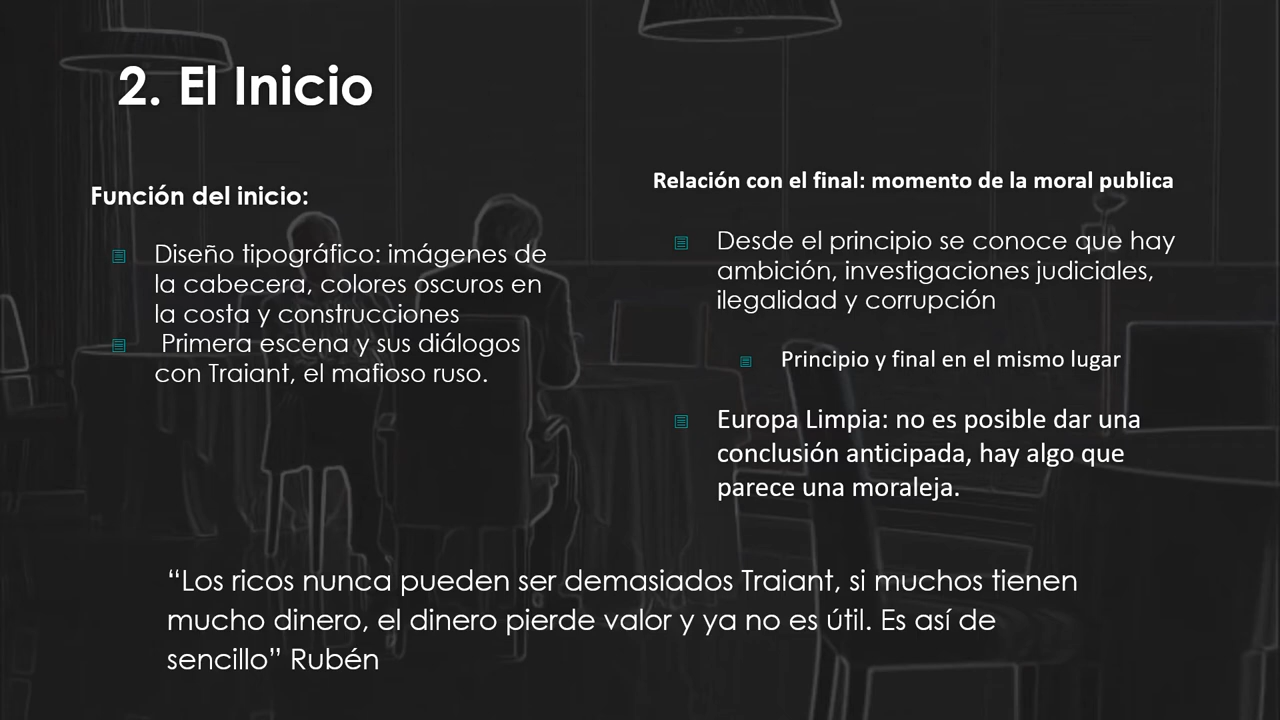 2. El Inicio
Función del inicio:
Diseño tipográfico: imágenes de
la cabecera, colores oscuros en
la costa y construcciones
Primera escena y sus diálogos
con Traiant, el mafioso ruso.
Relación con el final: momento de la moral publica
Desde el principio se conoce que hay
ambición, investigaciones judiciales,
ilegalidad y corrupción
Principio y final en el mismo lugar
Europa Limpia: no es posible dar una
conclusión anticipada, hay algo que
parece una moraleja.
“Los ricos nunca pueden ser demasiados Traiant, si muchos tienen
mucho dinero, el dinero pierde valor y ya no es útil. Es así de
sencillo” Rubén